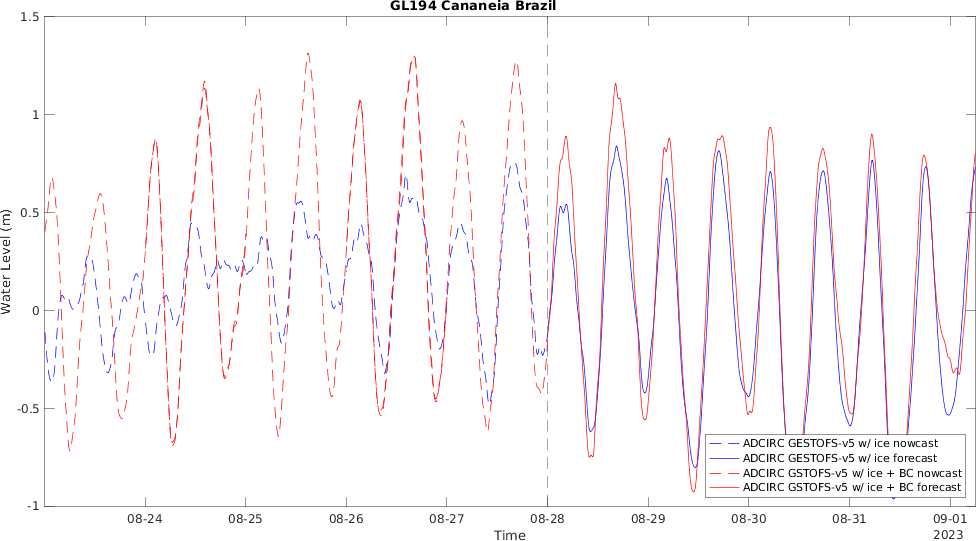 GL194 Cananeia Brazil
1.5
1
0.5
0
-0.5
-1
Water Level (m)
08-24 08-25 08-26 08-27 08-28 08-29 08-30 08-31 09-01
2023
Time
ADCIRC GESTOFS-v5 w/ ice nowcast
ADCIRC GESTOFS-v5 w/ ice forecast
ADCIRC GSTOFS-v5 w/ ice + BC nowcast
ADCIRC GSTOFS-v5 w/ ice + BC forecast